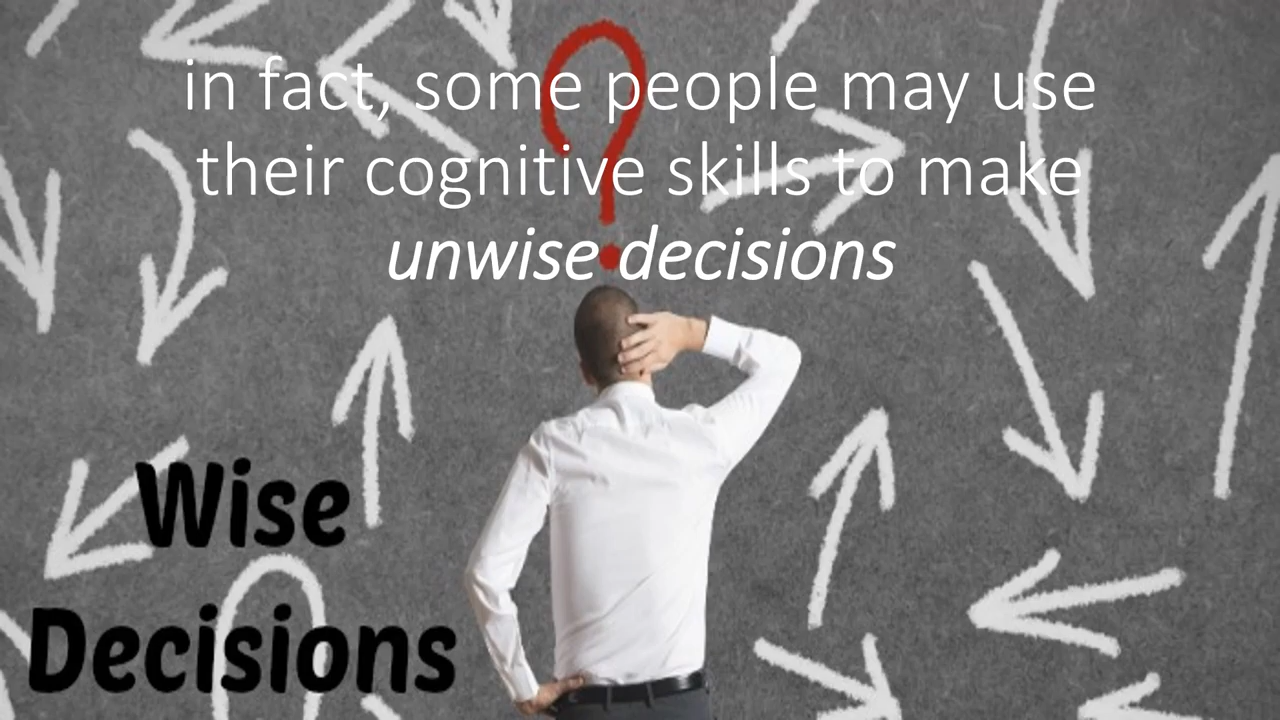 in fact, some people may use
their cognitive skills to make
unwise decisions
?
Wise
Decisions